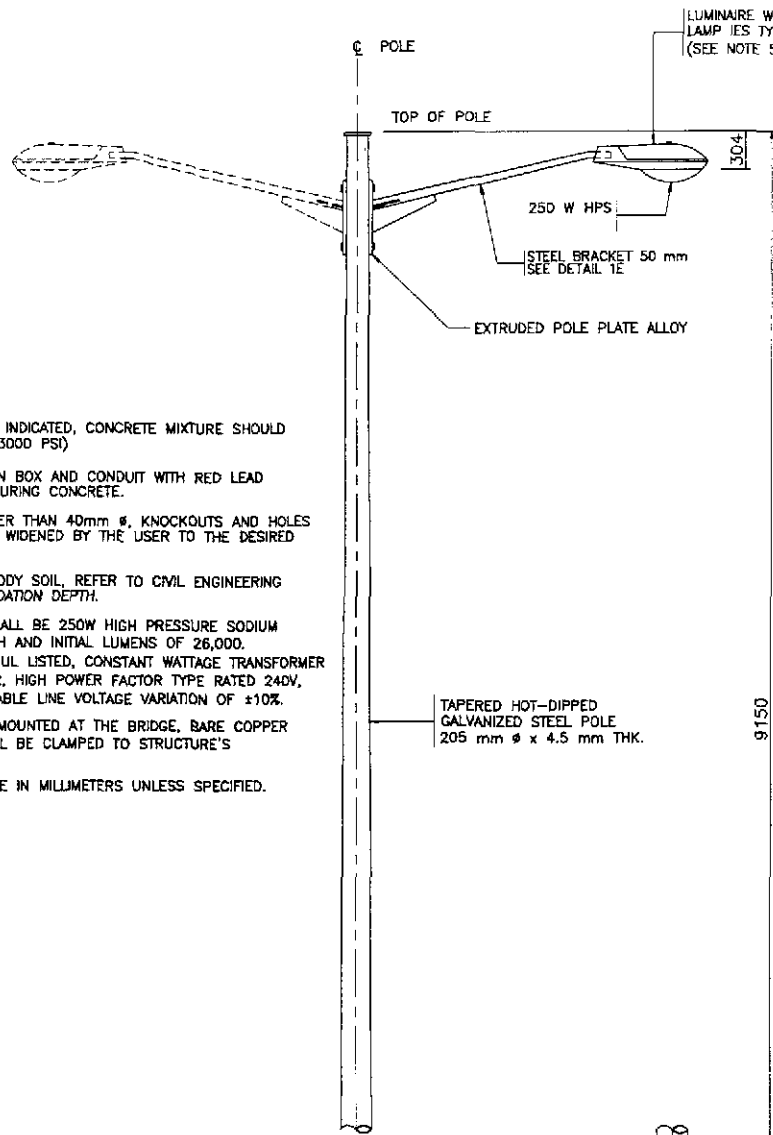 LUMINAIRE W
LAMP IES TY
(SEE NOTE 5
℄ POLE
TOP OF POLE
304
250 W HPS
STEEL BRACKET 50 mm
SEE DETAIL 1E
EXTRUDED POLE PLATE ALLOY
INDICATED, CONCRETE MIXTURE SHOULD
3000 PSI)
N BOX AND CONDUIT WITH RED LEAD
URING CONCRETE.
ER THAN 40mm ø, KNOCKOUTS AND HOLES
WIDENED BY THE USER TO THE DESIRED
ODY SOIL, REFER TO CIVIL ENGINEERING
DATION DEPTH.
ALL BE 250W HIGH PRESSURE SODIUM
H AND INITIAL LUMENS OF 26,000.
UL LISTED, CONSTANT WATTAGE TRANSFORMER
HIGH POWER FACTOR TYPE RATED 240V,
ABLE LINE VOLTAGE VARIATION OF ±10%.
MOUNTED AT THE BRIDGE, BARE COPPER
L BE CLAMPED TO STRUCTURE'S
E IN MILLIMETERS UNLESS SPECIFIED.
TAPERED HOT-DIPPED
GALVANIZED STEEL POLE
205 mm ø x 4.5 mm THK.
9150